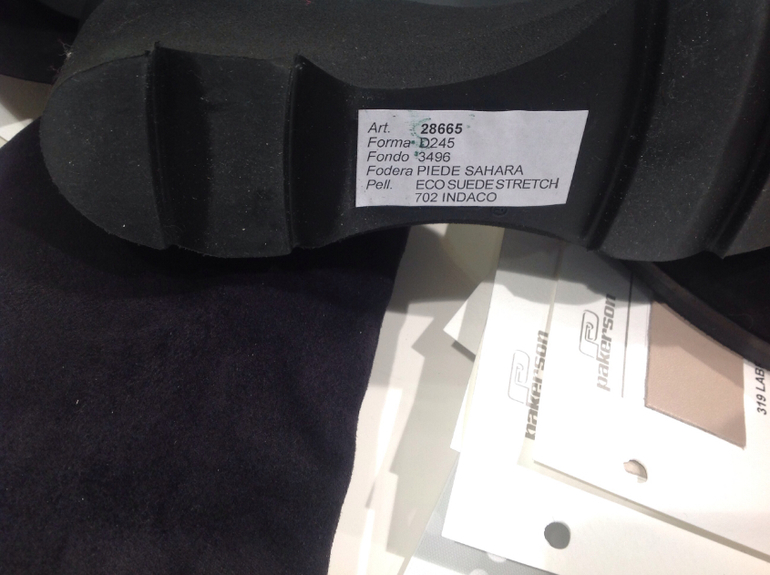 Art. 28665
Forma D245
Fondo 3496
Fodera PIEDE SAHARA
Pell. ECO SUEDE STRETCH
702 INDACO
pakerson
pakerson
319 LAB